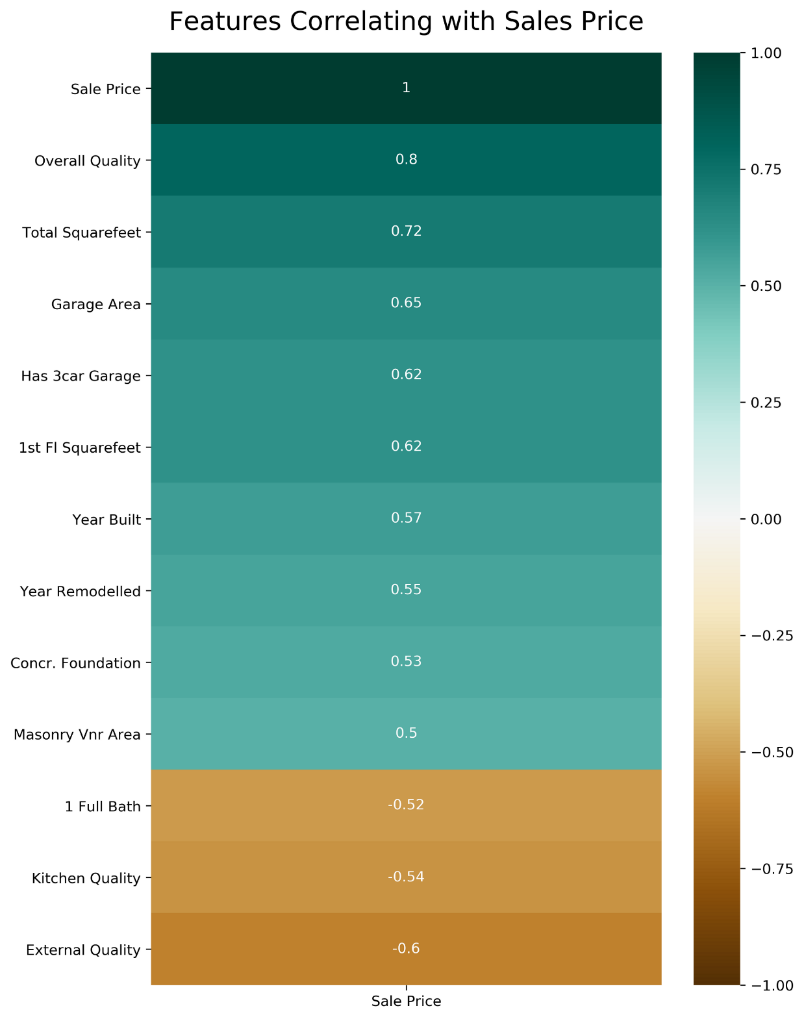 Features Correlating with Sales Price
Sale Price 1
Overall Quality 0.8
Total Squarefeet 0.72
Garage Area 0.65
Has 3car Garage 0.62
1st Fl Squarefeet 0.62
Year Built 0.57
Year Remodelled 0.55
Concr. Foundation 0.53
Masonry Vnr Area 0.5
1 Full Bath -0.52
Kitchen Quality -0.54
External Quality -0.6
Sale Price
1.00
0.75
0.50
0.25
0.00
−0.25
−0.50
−0.75
−1.00